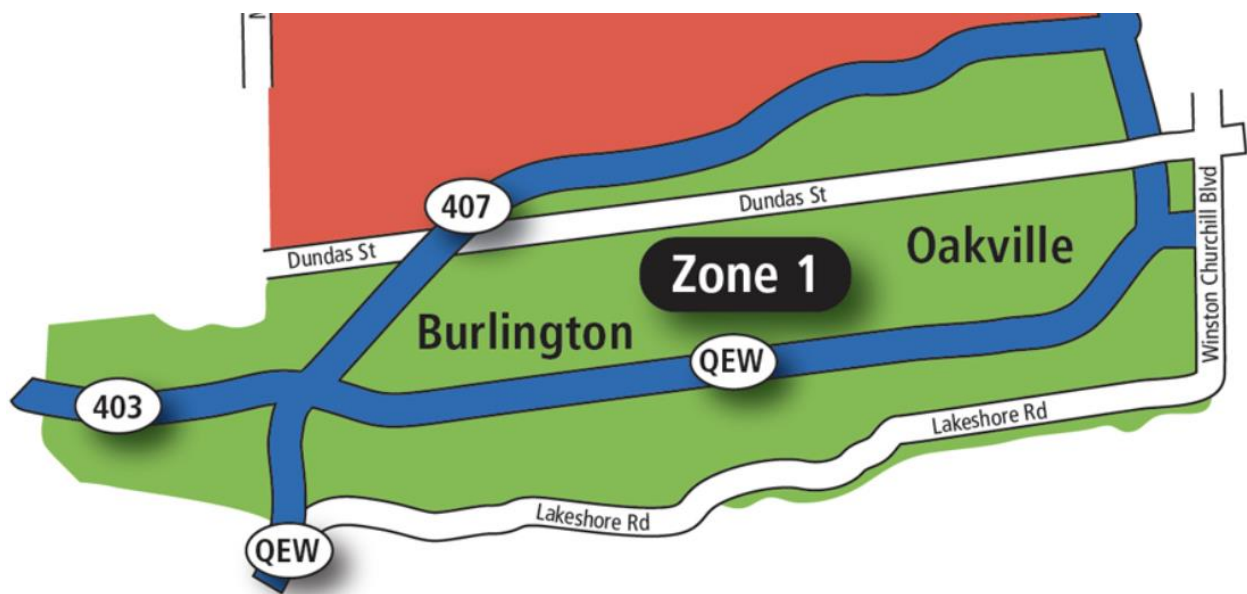 407
Dundas St
Dundas St
Winston Churchill Blvd
Oakville
Zone 1
Burlington
QEW
403
Lakeshore Rd
Lakeshore Rd
QEW